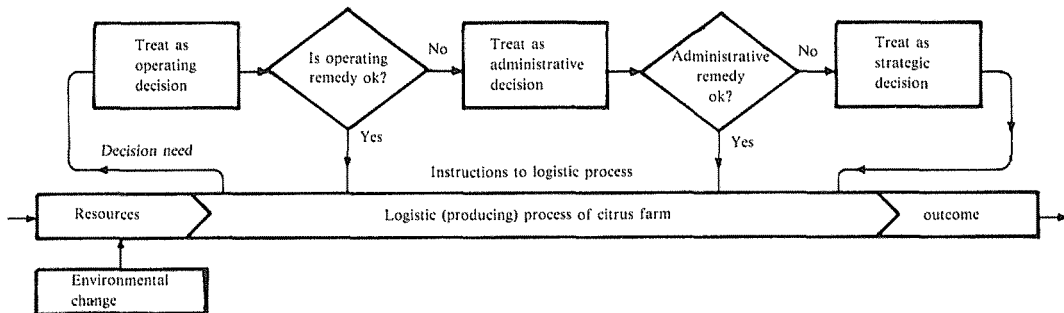 Treat as
operating
decision
Is operating
remedy ok?
No
Treat as
administrative
decision
Administrative
remedy
ok?
No
Treat as
strategic
decision
Yes
Yes
Decision need
Instructions to logistic process
Resources
Logistic (producing) process of citrus farm
outcome
Environmental
change